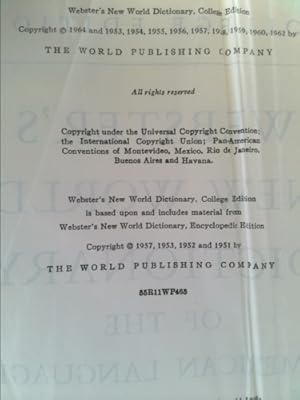 Webster's New World Dictionary, College Edition
Copyright © 1964 and 1953, 1954, 1955, 1956, 1957, 1959, 1960, 1962 by
THE WORLD PUBLISHING COMPANY
All rights reserved
Copyright under the Universal Copyright Convention;
the International Copyright Union; Pan-American
Conventions of Montevideo, Mexico, Rio de Janeiro,
Buenos Aires and Havana.
Webster's New World Dictionary, College Edition
is based upon and includes material from
Webster's New World Dictionary, Encyclopedic Edition
Copyright © 1957, 1953, 1952 and 1951 by
THE WORLD PUBLISHING COMPANY
55R11WP465